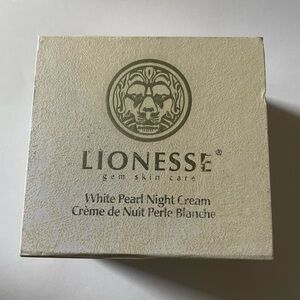 LIONESSE®
gem skin care
White Pearl Night Cream
Crème de Nuit Perle Blanche